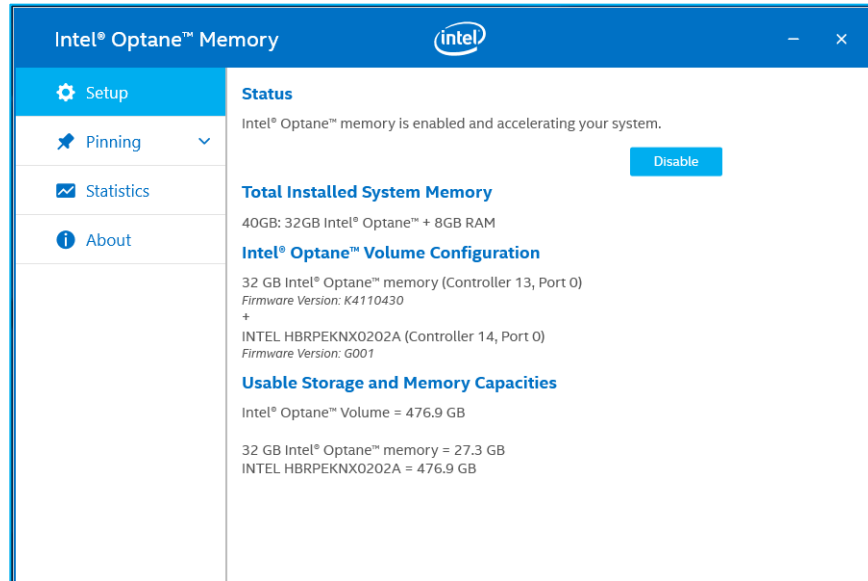 Intel® Optane™ Memory
intel
Setup
Pinning
Statistics
About
Status
Intel® Optane™ memory is enabled and accelerating your system.
Disable
Total Installed System Memory
40GB: 32GB Intel® Optane™ + 8GB RAM
Intel® Optane™ Volume Configuration
32 GB Intel® Optane™ memory (Controller 13, Port 0)
Firmware Version: K4110430
+
INTEL HBRPEKNX0202A (Controller 14, Port 0)
Firmware Version: G001
Usable Storage and Memory Capacities
Intel® Optane™ Volume = 476.9 GB
32 GB Intel® Optane™ memory = 27.3 GB
INTEL HBRPEKNX0202A = 476.9 GB